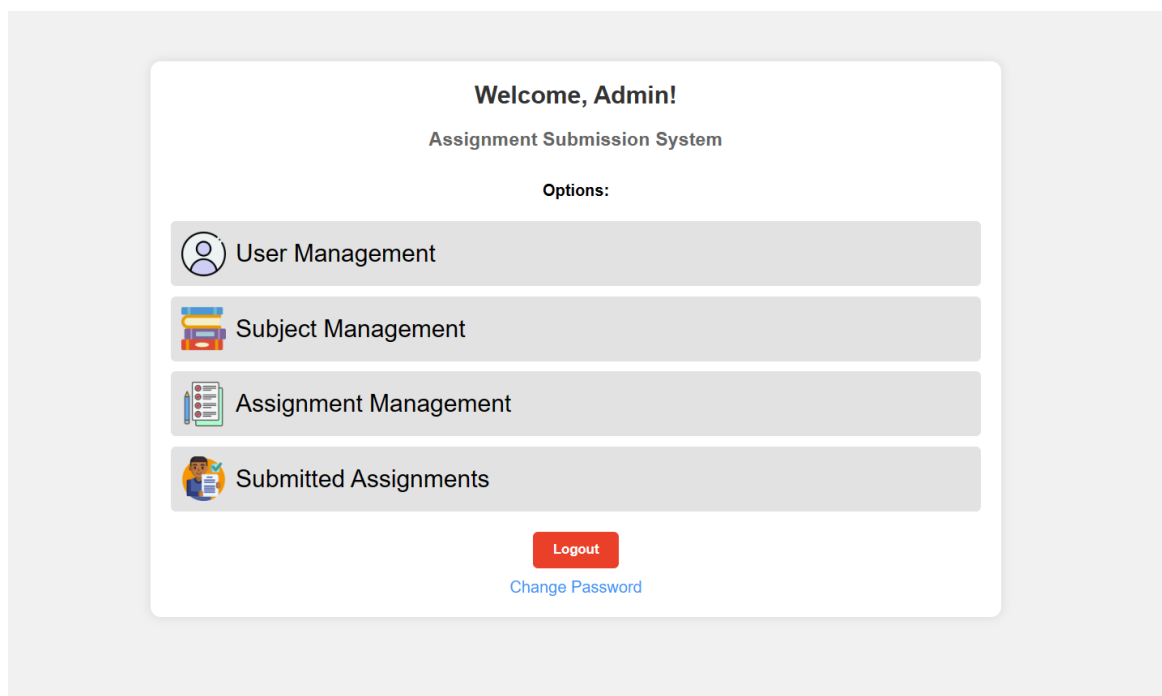 Welcome, Admin!
Assignment Submission System
Options:
User Management
Subject Management
Assignment Management
Submitted Assignments
Logout
Change Password